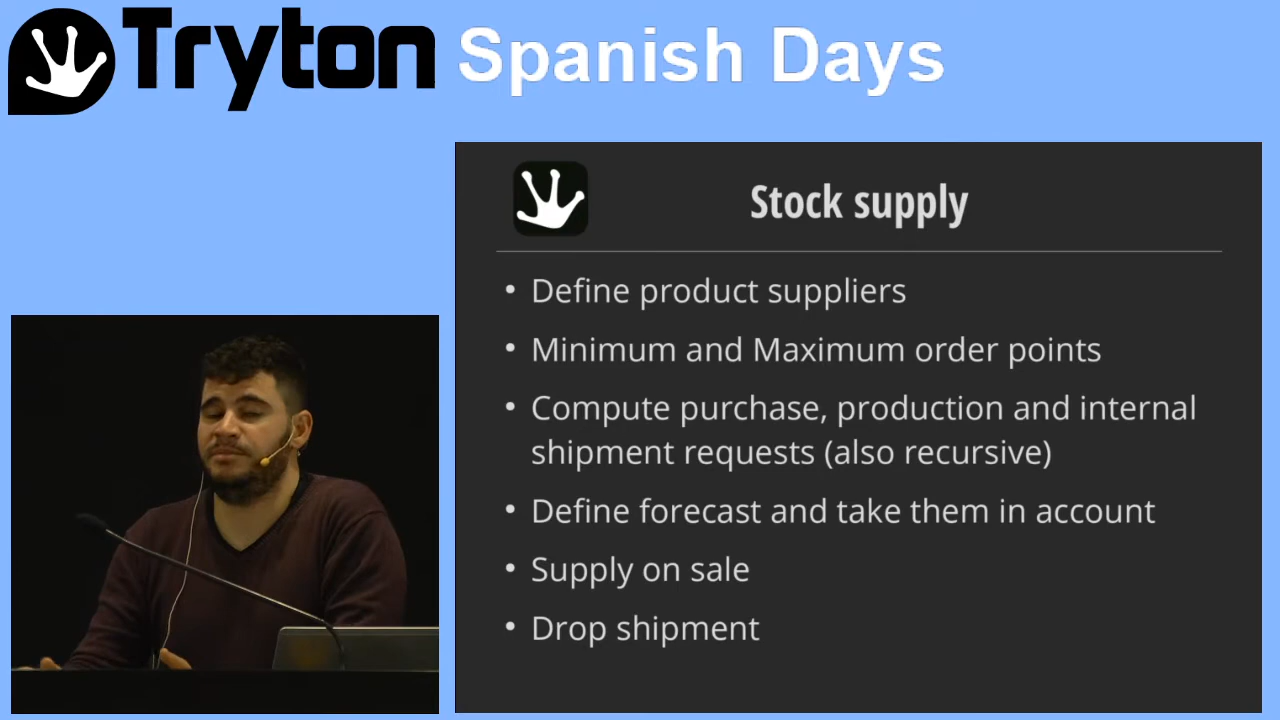 Tryton Spanish Days
Stock supply
• Define product suppliers
• Minimum and Maximum order points
• Compute purchase, production and internal
shipment requests (also recursive)
• Define forecast and take them in account
• Supply on sale
• Drop shipment